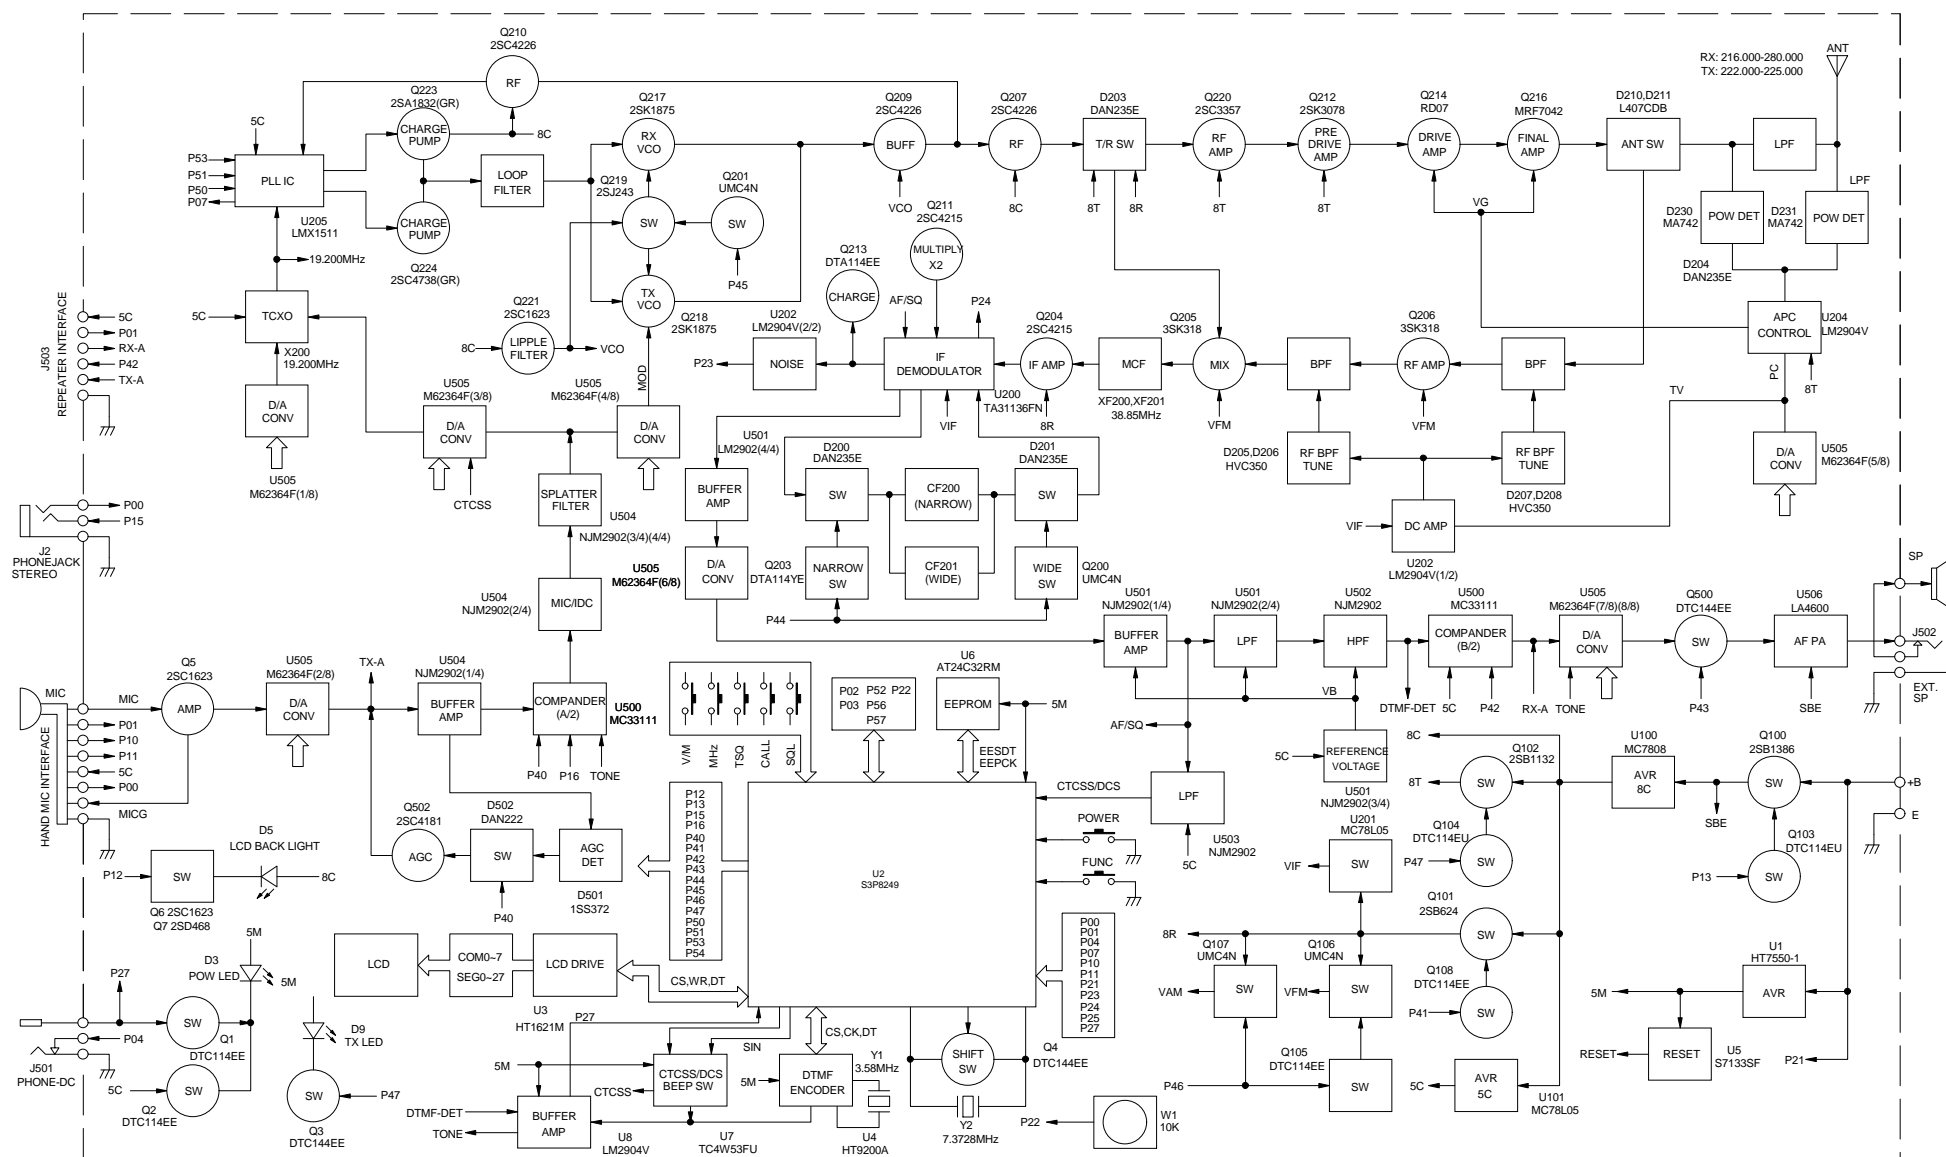 Q210
2SC4226
RF
Q223
2SA1832(GR)
CHARGE
PUMP
8C
5C
P53
P51
P50
P07
PLL IC
U205
LMX1511
CHARGE
PUMP
Q224
2SC4738(GR)
LOOP
FILTER
19.200MHz
5C
TCXO
X200
19.200MHz
D/A
CONV
U505
M62364F(1/8)
Q217
2SK1875
RX
VCO
Q219
2SJ243
SW
Q201
UMC4N
SW
P45
TX
VCO
Q218
2SK1875
Q221
2SC1623
8C
LIPPLE
FILTER
VCO
MOD
U505
M62364F(3/8)
D/A
CONV
CTCSS
U505
M62364F(4/8)
D/A
CONV
SPLATTER
FILTER
U504
NJM2902(3/4)(4/4)
U504
NJM2902(2/4)
MIC/IDC
Q209
2SC4226
BUFF
VCO
Q207
2SC4226
RF
8C
D203
DAN235E
T/R SW
8T
8R
Q220
2SC3357
RF
AMP
8T
Q212
2SK3078
PRE
DRIVE
AMP
8T
Q214
RD07
DRIVE
AMP
Q216
MRF7042
FINAL
AMP
VG
D210,D211
L407CDB
ANT SW
RX: 216.000-280.000
TX: 222.000-225.000
ANT
LPF
LPF
D230
MA742
POW DET
D231
MA742
POW DET
D204
DAN235E
APC
CONTROL
U204
LM2904V
PC
8T
TV
D/A
CONV
U505
M62364F(5/8)
Q211
2SC4215
MULTIPLY
X2
Q213
DTA114EE
CHARGE
AF/SQ
P24
U202
LM2904V(2/2)
P23
NOISE
IF
DEMODULATOR
U200
TA31136FN
VIF
Q204
2SC4215
IF AMP
8R
MCF
XF200,XF201
38.85MHz
Q205
3SK318
MIX
VFM
BPF
Q206
3SK318
RF AMP
VFM
BPF
D205,D206
HVC350
RF BPF
TUNE
RF BPF
TUNE
D207,D208
HVC350
VIF
DC AMP
U202
LM2904V(1/2)
U501
LM2902(4/4)
BUFFER
AMP
U505
M62364F(6/8)
D/A
CONV
D200
DAN235E
SW
CF200
(NARROW)
D201
DAN235E
SW
Q203
DTA114YE
NARROW
SW
CF201
(WIDE)
WIDE
SW
Q200
UMC4N
P44
J503
REPEATER INTERFACE
5C
P01
RX-A
P42
TX-A
P00
P15
J2
PHONEJACK
STEREO
HAND MIC INTERFACE
MIC
MIC
P01
P10
P11
5C
P00
MICG
Q5
2SC1623
AMP
U505
M62364F(2/8)
D/A
CONV
TX-A
U504
NJM2902(1/4)
BUFFER
AMP
COMPANDER
(A/2)
U500
MC33111
P40
P16
TONE
Q502
2SC4181
AGC
D502
DAN222
SW
P40
AGC
DET
D501
1SS372
D5
LCD BACK LIGHT
P12
SW
8C
Q6 2SC1623
Q7 2SD468
5M
D3
POW LED
5M
P27
P04
SW
Q1
DTC114EE
J501
PHONE-DC
5C
SW
Q2
DTC114EE
D9
TX LED
SW
P47
Q3
DTC144EE
LCD
COM0~7
SEG0~27
LCD DRIVE
U3
HT1621M
CS,WR,DT
V/M
MHz
TSQ
CALL
SQL
P02 P52 P22
P03 P56
P57
U6
AT24C32RM
EEPROM
5M
EESDT
EEPCK
P12
P13
P15
P16
P40
P41
P42
P43
P44
P45
P46
P47
P50
P51
P53
P54
U2
S3P8249
CTCSS/DCS
POWER
FUNC
P00
P01
P04
P07
P10
P11
P21
P23
P24
P25
P27
P27
SIN
5M
DTMF-DET
TONE
BUFFER
AMP
U8
LM2904V
CTCSS/DCS
BEEP SW
CTCSS
U7
TC4W53FU
CS,CK,DT
5M
DTMF
ENCODER
Y1
3.58MHz
U4
HT9200A
SHIFT
SW
Q4
DTC144EE
Y2
7.3728MHz
P22
W1
10K
U501
NJM2902(1/4)
BUFFER
AMP
U501
NJM2902(2/4)
LPF
U502
NJM2902
HPF
VB
AF/SQ
5C
REFERENCE
VOLTAGE
U501
NJM2902(3/4)
LPF
5C
U503
NJM2902
U500
MC33111
COMPANDER
(B/2)
DTMF-DET
5C
P42
RX-A
TONE
U505
M62364F(7/8)(8/8)
D/A
CONV
Q500
DTC144EE
SW
P43
U506
LA4600
AF PA
SBE
SP
J502
EXT.
SP
+B
E
8C
Q102
2SB1132
8T
SW
Q104
DTC114EU
P47
SW
U100
MC7808
AVR
8C
SBE
Q100
2SB1386
SW
Q103
DTC114EU
P13
SW
U201
MC78L05
VIF
SW
Q101
2SB624
8R
SW
Q107
UMC4N
VAM
SW
Q106
UMC4N
VFM
SW
Q108
DTC114EE
P41
SW
Q105
DTC114EE
P46
SW
5C
AVR
5C
U101
MC78L05
U1
HT7550-1
5M
AVR
RESET
RESET
U5
S7133SF
P21